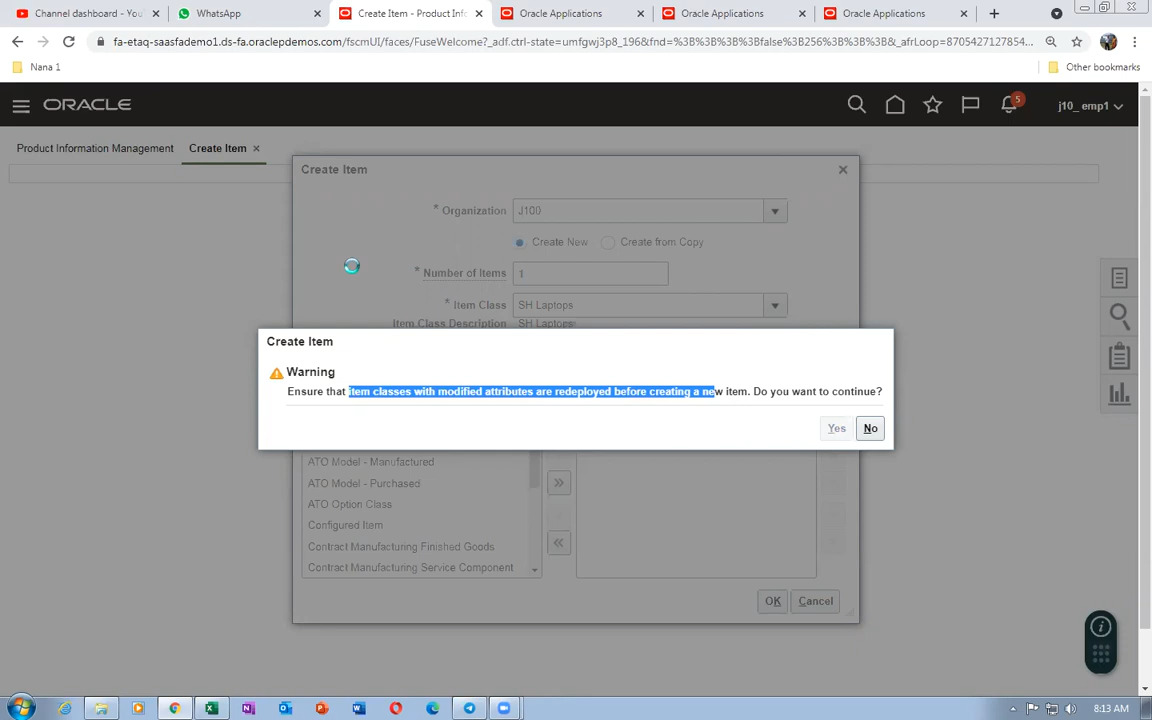 Channel dashboard - You
WhatsApp
Create Item - Product Info
Oracle Applications
Oracle Applications
Oracle Applications
fa-etaq-saasfademo1.ds-fa.oraclepdemos.com/fscmUI/faces/FuseWelcome?_adf.ctrl-state=umfgwj3p8_196&fnd=%3B%3B%3B%3Bfalse%3B256%3B%3B%3B&_afrLoop=8705427127854...
Nana 1
Other bookmarks
ORACLE
5
j10_ emp1
Product Information Management
Create Item
Create Item
* Organization
J100
Create New
Create from Copy
* Number of Items
1
* Item Class
SH Laptops
Item Class Description
SH Laptops
Create Item
Warning
Ensure that item classes with modified attributes are redeployed before creating a new item. Do you want to continue?
Yes
No
ATO Model - Manufactured
ATO Model - Purchased
ATO Option Class
Configured Item
Contract Manufacturing Finished Goods
Contract Manufacturing Service Component
OK
Cancel
8:13 AM